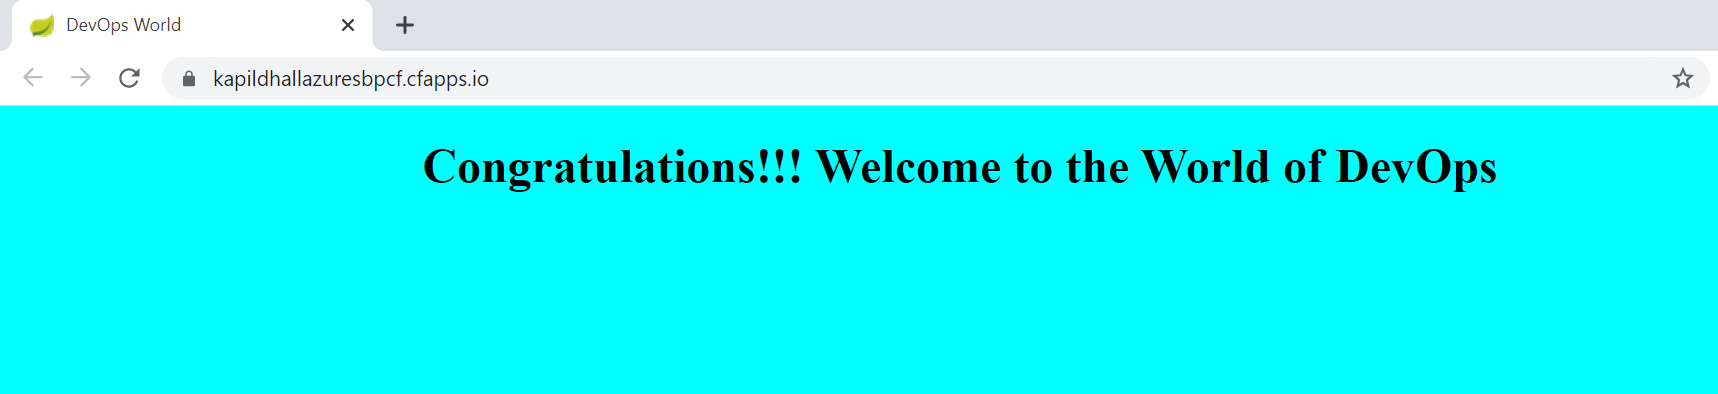 DevOps World
kapildhallazuresbpcf.cfapps.io
Congratulations!!! Welcome to the World of DevOps